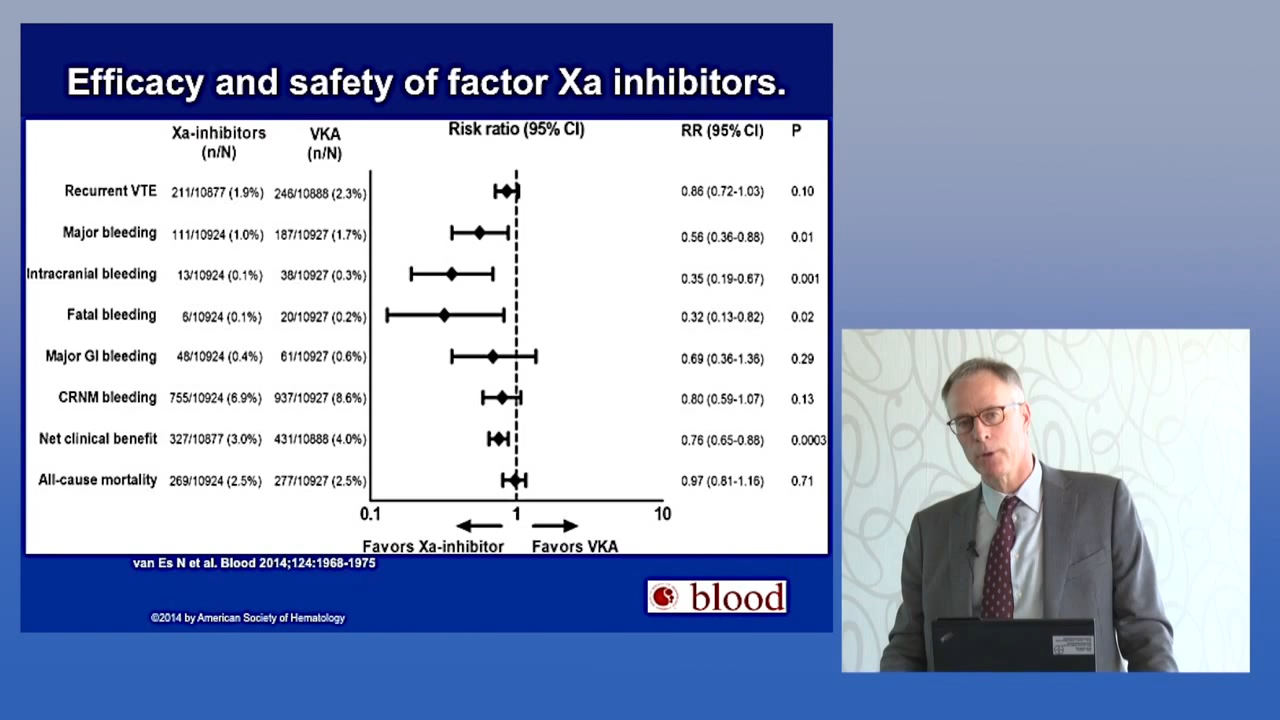 Efficacy and safety of factor Xa inhibitors.
Xa-inhibitors (n/N) VKA (n/N) Risk ratio (95% CI) RR (95% CI) P
Recurrent VTE 211/10877 (1.9%) 246/10888 (2.3%) 0.86 (0.72-1.03) 0.10
Major bleeding 111/10924 (1.0%) 187/10927 (1.7%) 0.56 (0.36-0.88) 0.01
Intracranial bleeding 13/10924 (0.1%) 38/10927 (0.3%) 0.35 (0.19-0.67) 0.001
Fatal bleeding 6/10924 (0.1%) 20/10927 (0.2%) 0.32 (0.13-0.82) 0.02
Major GI bleeding 48/10924 (0.4%) 61/10927 (0.6%) 0.69 (0.36-1.36) 0.29
CRNM bleeding 755/10924 (6.9%) 937/10927 (8.6%) 0.80 (0.59-1.07) 0.13
Net clinical benefit 327/10877 (3.0%) 431/10888 (4.0%) 0.76 (0.65-0.88) 0.0003
All-cause mortality 269/10924 (2.5%) 277/10927 (2.5%) 0.97 (0.81-1.16) 0.71
0.1 1 10
Favors Xa-inhibitor Favors VKA
van Es N et al. Blood 2014;124:1968-1975
blood
©2014 by American Society of Hematology